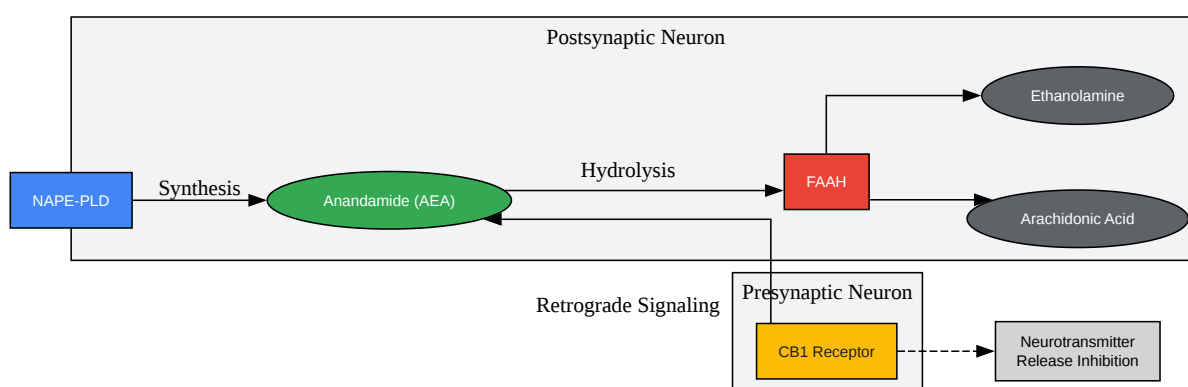 Postsynaptic Neuron
Ethanolamine
Hydrolysis
FAAH
NAPE-PLD
Synthesis
Anandamide (AEA)
Arachidonic Acid
Presynaptic Neuron
Retrograde Signaling
CB1 Receptor
Neurotransmitter
Release Inhibition